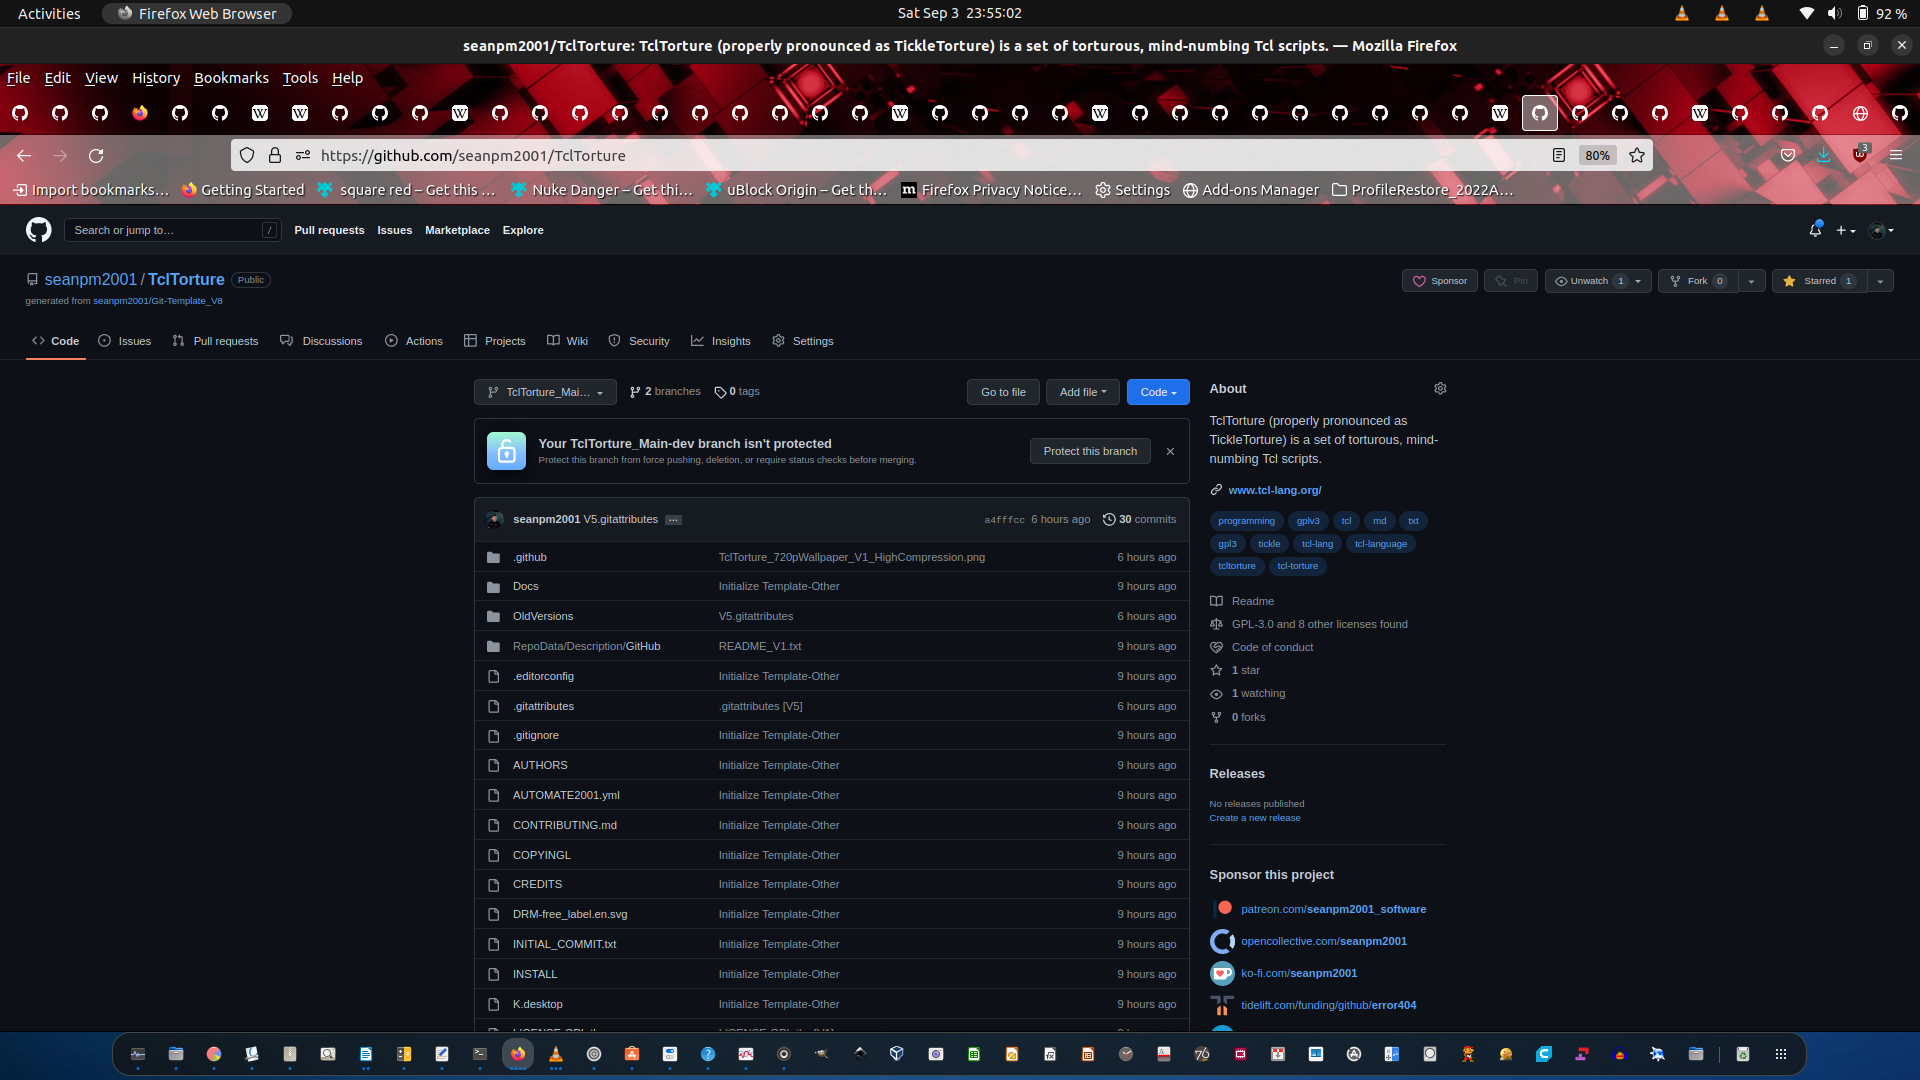 Activities
Firefox Web Browser
Sat Sep 3 23:55:02
92 %
seanpm2001/TclTorture: TclTorture (properly pronounced as TickleTorture) is a set of torturous, mind-numbing Tcl scripts. — Mozilla Firefox
File Edit View History Bookmarks Tools Help
https://github.com/seanpm2001/TclTorture
80%
3
Import bookmarks… Getting Started square red – Get this … Nuke Danger – Get thi… uBlock Origin – Get th… Firefox Privacy Notice… Settings Add-ons Manager ProfileRestore_2022A…
Search or jump to… /
Pull requests Issues Marketplace Explore
seanpm2001 / TclTorture Public
generated from seanpm2001/Git-Template_V8
Sponsor Pin Unwatch 1 Fork 0 Starred 1
Code Issues Pull requests Discussions Actions Projects Wiki Security Insights Settings
TclTorture_Mai… 2 branches 0 tags Go to file Add file Code
Your TclTorture_Main-dev branch isn't protected
Protect this branch from force pushing, deletion, or require status checks before merging.
Protect this branch
seanpm2001 V5.gitattributes … a4fffcc 6 hours ago 30 commits
.github TclTorture_720pWallpaper_V1_HighCompression.png 6 hours ago
Docs Initialize Template-Other 9 hours ago
OldVersions V5.gitattributes 6 hours ago
RepoData/Description/GitHub README_V1.txt 9 hours ago
.editorconfig Initialize Template-Other 9 hours ago
.gitattributes .gitattributes [V5] 6 hours ago
.gitignore Initialize Template-Other 9 hours ago
AUTHORS Initialize Template-Other 9 hours ago
AUTOMATE2001.yml Initialize Template-Other 9 hours ago
CONTRIBUTING.md Initialize Template-Other 9 hours ago
COPYINGL Initialize Template-Other 9 hours ago
CREDITS Initialize Template-Other 9 hours ago
DRM-free_label.en.svg Initialize Template-Other 9 hours ago
INITIAL_COMMIT.txt Initialize Template-Other 9 hours ago
INSTALL Initialize Template-Other 9 hours ago
K.desktop Initialize Template-Other 9 hours ago
About
TclTorture (properly pronounced as
TickleTorture) is a set of torturous, mind-
numbing Tcl scripts.
www.tcl-lang.org/
programming gplv3 tcl md txt
gpl3 tickle tcl-lang tcl-language
tcltorture tcl-torture
Readme
GPL-3.0 and 8 other licenses found
Code of conduct
1 star
1 watching
0 forks
Releases
No releases published
Create a new release
Sponsor this project
patreon.com/seanpm2001_software
opencollective.com/seanpm2001
ko-fi.com/seanpm2001
tidelift.com/funding/github/error404